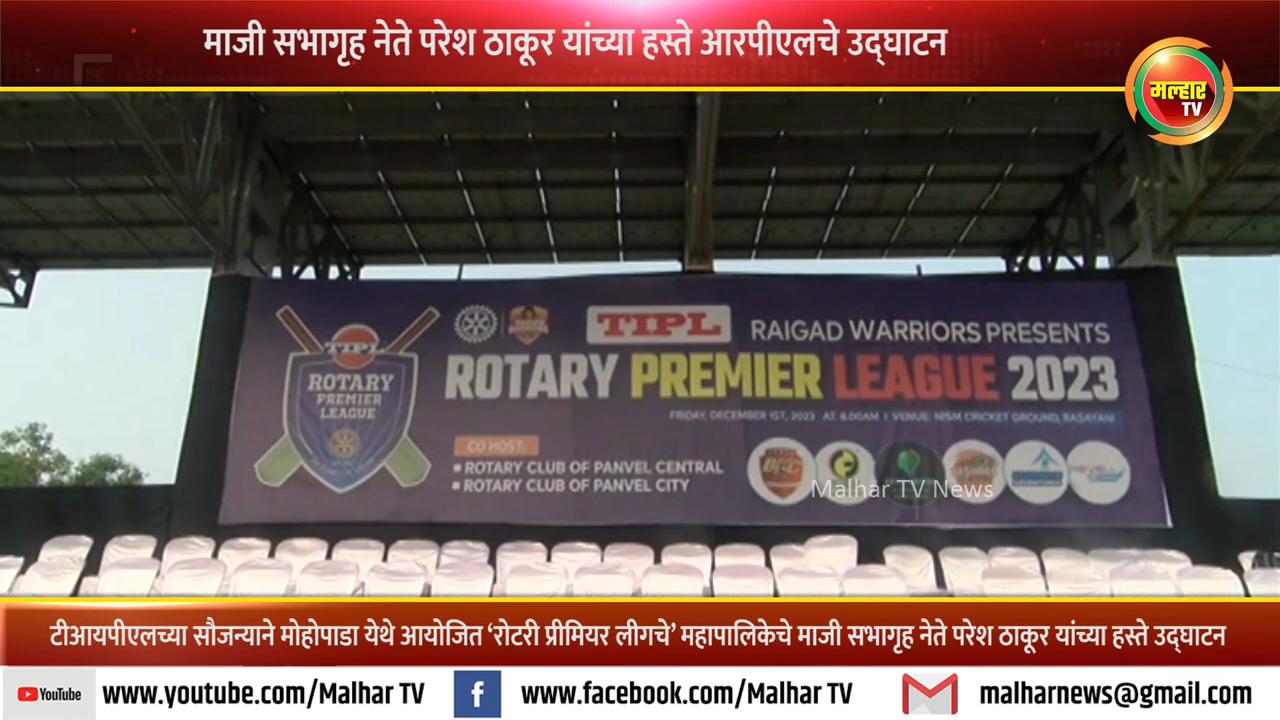 माजी सभागृह नेते परेश ठाकूर यांच्या हस्ते आरपीएलचे उद्घाटन
मल्हार
TV
TIPL
RAIGAD WARRIORS PRESENTS
ROTARY PREMIER LEAGUE 2023
FRIDAY, DECEMBER 1ST, 2023 AT. 8.00AM I VENUE: NISM CRICKET GROUND, RASAYANI
TIPL
ROTARY
PREMIER
LEAGUE
CO HOST:
ROTARY CLUB OF PANVEL CENTRAL
ROTARY CLUB OF PANVEL CITY
Malhar TV News
टीआयपीएलच्या सौजन्याने मोहोपाडा येथे आयोजित ‘रोटरी प्रीमियर लीगचे’ महापालिकेचे माजी सभागृह नेते परेश ठाकूर यांच्या हस्ते उद्घाटन
YouTube www.youtube.com/Malhar TV
f www.facebook.com/Malhar TV
malharnews@gmail.com